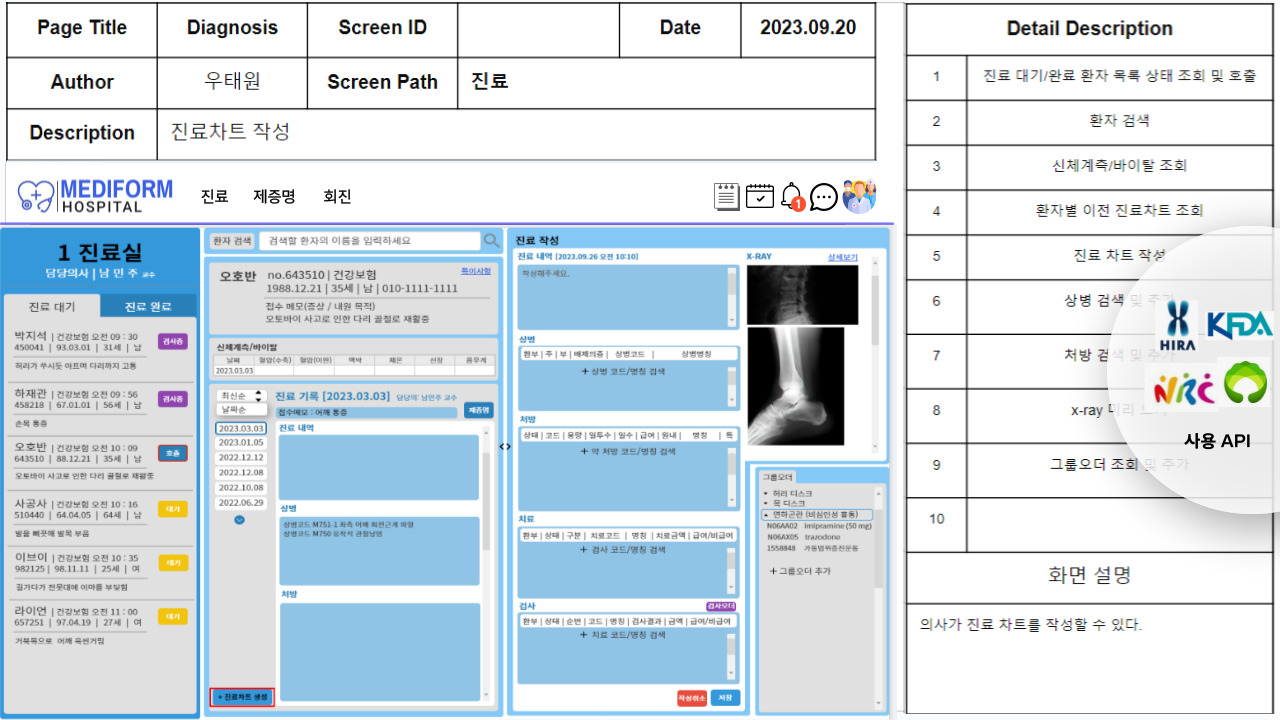 Page Title Diagnosis Screen ID Date 2023.09.20
Author 우태원 Screen Path 진료
Description 진료차트 작성
MEDIFORM
HOSPITAL
진료 제증명 회진
1
1 진료실
담당의사 | 남 민 주 교수
진료 대기 진료 완료
박지석 | 건강보험 오전 09 : 30
450041 | 93.03.01 | 31세 | 남
검사중
허리가 쑤시듯 아프며 다리까지 고통
하재관 | 건강보험 오전 09 : 56
458218 | 67.01.01 | 56세 | 남
검사중
손목 통증
오호반 | 건강보험 오전 10 : 09
643510 | 88.12.21 | 35세 | 남
호출
오토바이 사고로 인한 다리 골절로 재활
사공사 | 건강보험 오전 10 : 16
510440 | 64.04.05 | 64세 | 남
대기
발을 삐끗해 발목 부음
이브이 | 건강보험 오전 10 : 35
982125 | 98.11.11 | 25세 | 여
대기
길가다가 전봇대에 이마를 부딪힘
라이언 | 건강보험 오전 11 : 00
657251 | 97.04.19 | 27세 | 여
대기
거북목으로 어깨 욱씬거림
환자 검색 검색할 환자의 이름을 입력하세요
오호반 no.643510 | 건강보험 특이사항
1988.12.21 | 35세 | 남 | 010-1111-1111
접수 메모(증상 / 내원 목적)
오토바이 사고로 인한 다리 골절로 재활중
신체계측/바이탈
날짜 혈압(수축) 혈압(이완) 맥박 체온 신장 몸무게
2023.03.03
최신순
날짜순
2023.03.03
2023.01.05
2022.12.12
2022.12.08
2022.10.08
2022.06.29
+ 진료차트 생성
진료 기록 [2023.03.03] 담당의: 남민주 교수
접수메모 : 어깨 통증 제증명
진료 내역
상병
상병코드 M751-1 좌측 어깨 회전근개 파열
상병코드 M750 유착석 관절낭염
처방
진료 작성
진료 내역 [2023.09.26 오전 10:10]
작성해주세요.
상병
환부 | 주 | 부 | 배제의증 | 상병코드 | 상병명칭
+ 상병 코드/명칭 검색
처방
상태 | 코드 | 용량 | 일투수 | 일수 | 급여 | 원내 | 명칭 | 특
+ 약 처방 코드/명칭 검색
치료
환부 | 상태 | 구분 | 치료코드 | 명칭 | 치료금액 | 급여/비급여
+ 검사 코드/명칭 검색
검사 검사오더
환부 | 상태 | 순번 | 코드 | 명칭 | 검사결과 | 금액 | 급여/비급여
+ 치료 코드/명칭 검색
작성취소 저장
X-RAY 상세보기
그룹오더
허리 디스크
목 디스크
연하곤란 (비심인성 흉통)
N06AA02 imipramine (50 mg)
N06AX05 trazodone
1558848 가동범위증진운동
+ 그룹오더 추가
Detail Description
1 진료 대기/완료 환자 목록 상태 조회 및 호출
2 환자 검색
3 신체계측/바이탈 조회
4 환자별 이전 진료차트 조회
5 진료 차트 작성
6 상병 검색 및 추가
7 처방 검색 및 추가
8 x-ray 미리 보기
9 그룹오더 조회 및 추가
10
화면 설명
의사가 진료 차트를 작성할 수 있다.
HIRA
KFDA
NRC
사용 API